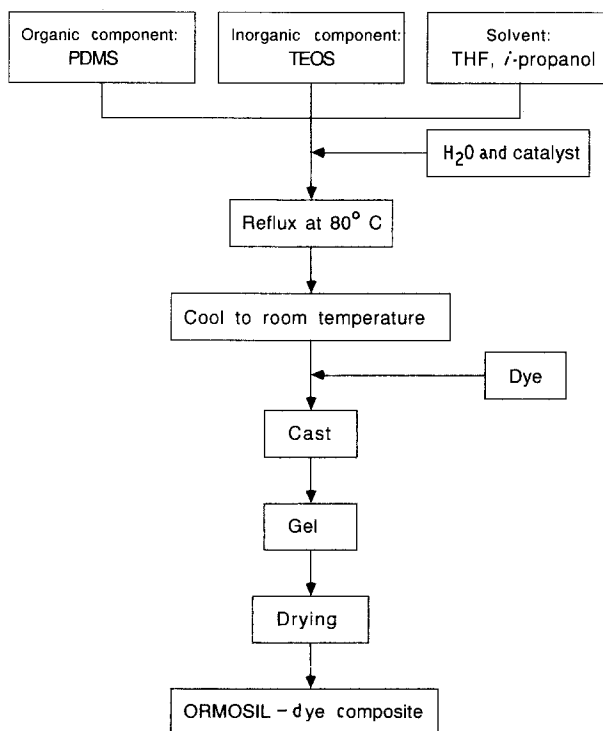 Organic component:
PDMS
Inorganic component:
TEOS
Solvent:
THF, i-propanol
H₂O and catalyst
Reflux at 80° C
Cool to room temperature
Dye
Cast
Gel
Drying
ORMOSIL – dye composite